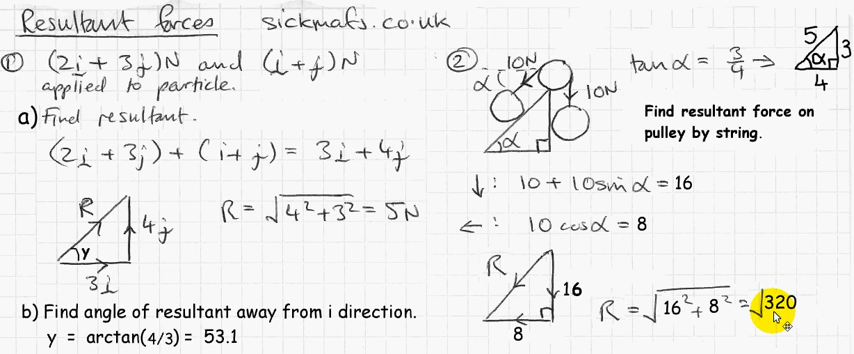 Resultant forces sickmafs.co.uk
① (2i + 3j)N and (i + j)N
applied to particle.
a) Find resultant.
(2i + 3j) + (i + j) = 3i + 4j
R
4j
y
3i
R = √4² + 3² = 5N
b) Find angle of resultant away from i direction.
y = arctan(4/3) = 53.1
② 10N
α
10N
α
tan α = 3/4 →
5
3
α
4
Find resultant force on
pulley by string.
↓ : 10 + 10 sin α = 16
← : 10 cos α = 8
R
16
8
R = √16² + 8² = √320